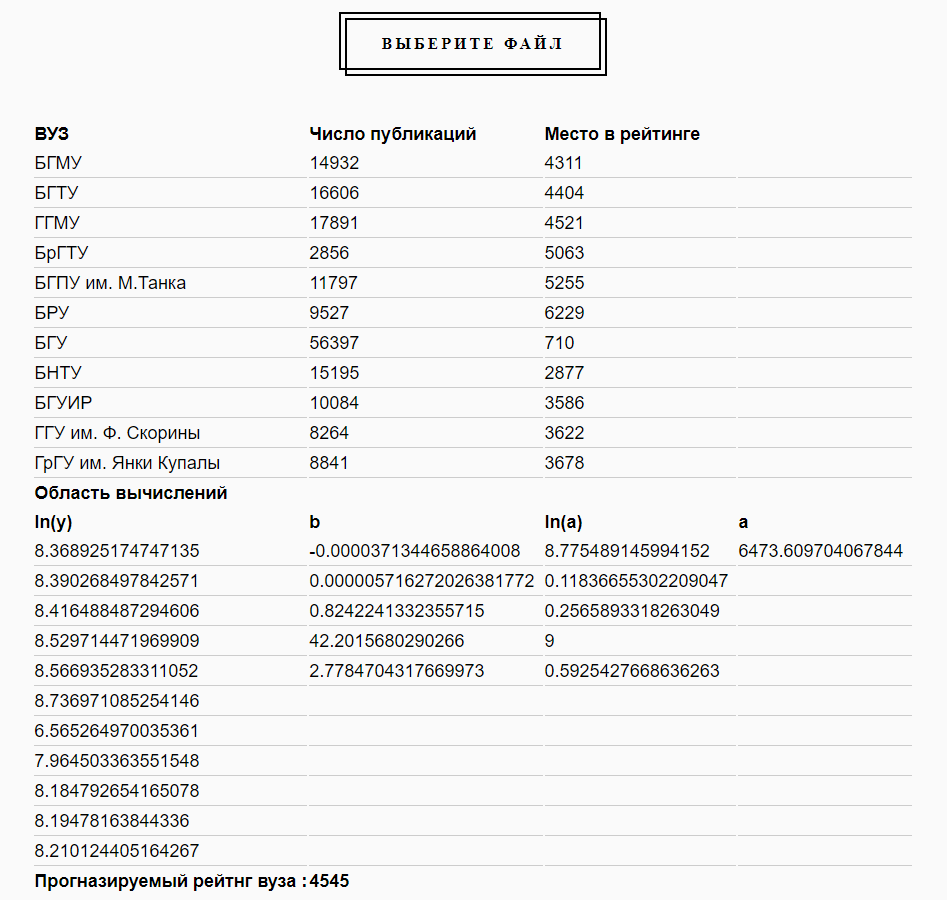 ВЫБЕРИТЕ ФАЙЛ
ВУЗ Число публикаций Место в рейтинге
БГМУ 14932 4311
БГТУ 16606 4404
ГГМУ 17891 4521
БрГТУ 2856 5063
БГПУ им. М.Танка 11797 5255
БРУ 9527 6229
БГУ 56397 710
БНТУ 15195 2877
БГУИР 10084 3586
ГГУ им. Ф. Скорины 8264 3622
ГрГУ им. Янки Купалы 8841 3678
Область вычислений
ln(y) b ln(a) a
8.368925174747135 -0.0000371344658864008 8.775489145994152 6473.609704067844
8.390268497842571 0.000005716272026381772 0.11836655302209047
8.416488487294606 0.8242241332355715 0.2565893318263049
8.529714471969909 42.2015680290266 9
8.566935283311052 2.7784704317669973 0.5925427668636263
8.736971085254146
6.565264970035361
7.964503363551548
8.184792654165078
8.19478163844336
8.210124405164267
Прогназируемый рейтнг вуза : 4545